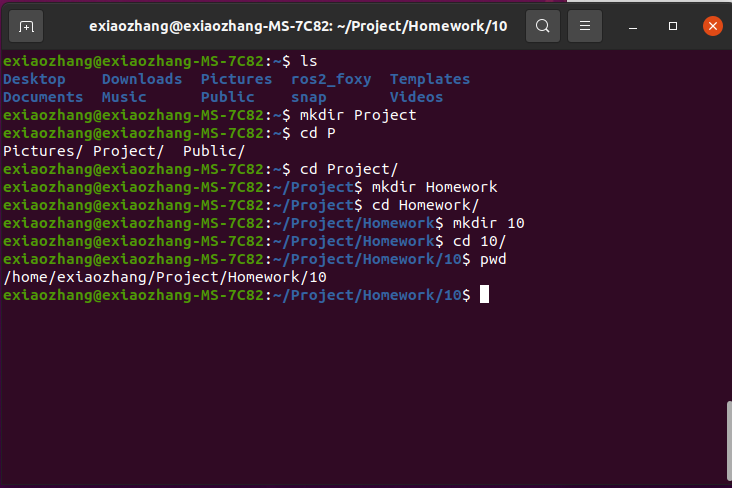 exiaozhang@exiaozhang-MS-7C82: ~/Project/Homework/10
exiaozhang@exiaozhang-MS-7C82:~$ ls
Desktop    Downloads  Pictures  ros2_foxy  Templates
Documents  Music      Public    snap       Videos
exiaozhang@exiaozhang-MS-7C82:~$ mkdir Project
exiaozhang@exiaozhang-MS-7C82:~$ cd P
Pictures/ Project/  Public/
exiaozhang@exiaozhang-MS-7C82:~$ cd Project/
exiaozhang@exiaozhang-MS-7C82:~/Project$ mkdir Homework
exiaozhang@exiaozhang-MS-7C82:~/Project$ cd Homework/
exiaozhang@exiaozhang-MS-7C82:~/Project/Homework$ mkdir 10
exiaozhang@exiaozhang-MS-7C82:~/Project/Homework$ cd 10/
exiaozhang@exiaozhang-MS-7C82:~/Project/Homework/10$ pwd
/home/exiaozhang/Project/Homework/10
exiaozhang@exiaozhang-MS-7C82:~/Project/Homework/10$